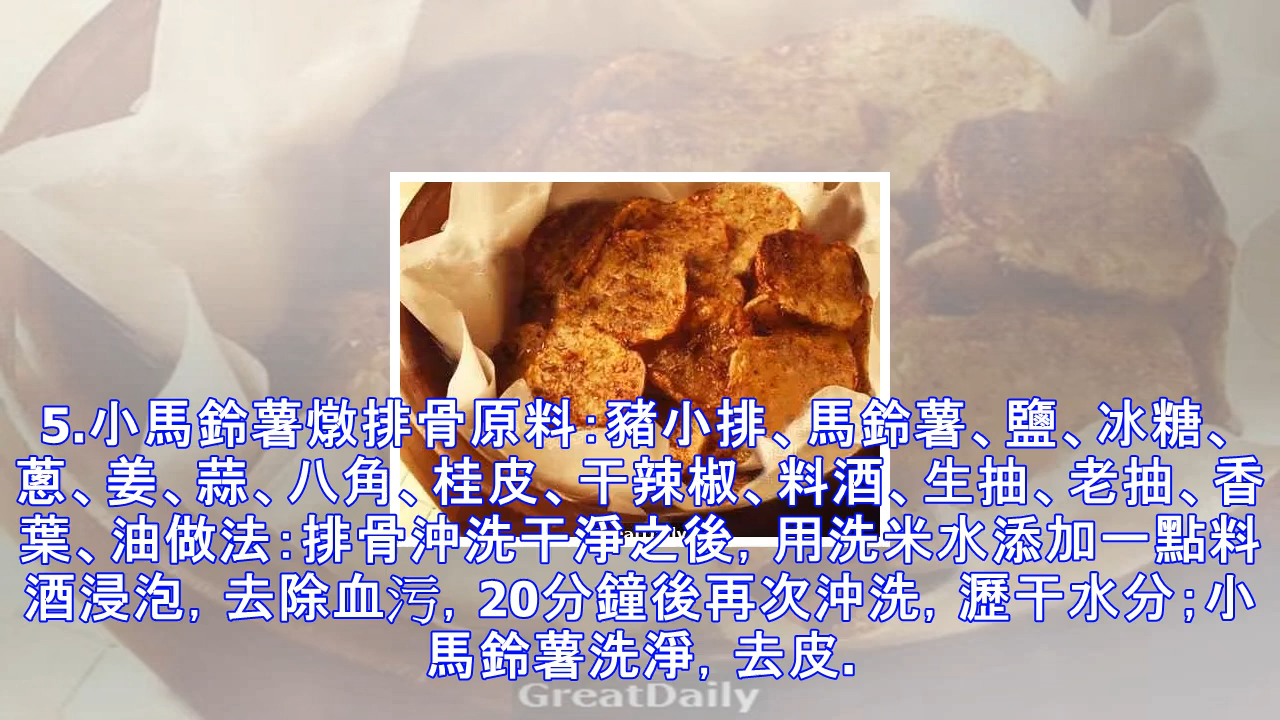 5.小馬鈴薯燉排骨原料:豬小排、馬鈴薯、鹽、冰糖、
蔥、姜、蒜、八角、桂皮、干辣椒、料酒、生抽、老抽、香
葉、油做法:排骨沖洗干淨之後, 用洗米水添加一點料
酒浸泡, 去除血污, 20分鐘後再次沖洗, 瀝干水分;小
馬鈴薯洗淨, 去皮.
GreatDaily